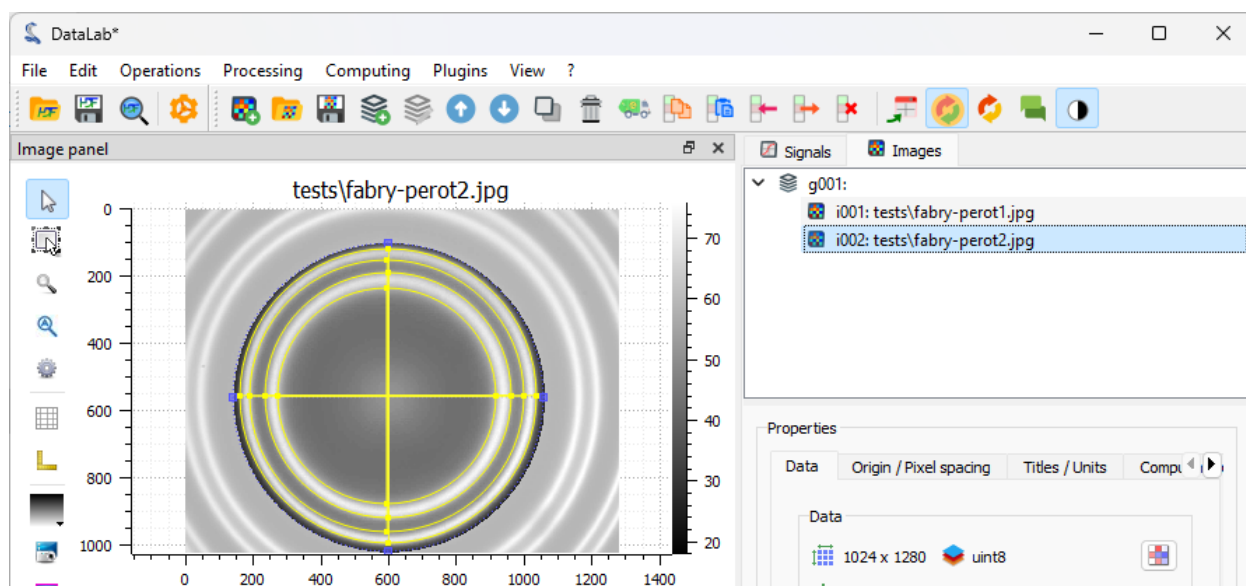 DataLab*
File Edit Operations Processing Computing Plugins View ?
Image panel
Signals Images
tests\fabry-perot2.jpg
0
200
400
600
800
1000
0 200 400 600 800 1000 1200 1400
70
60
50
40
30
20
g001:
i001: tests\fabry-perot1.jpg
i002: tests\fabry-perot2.jpg
Properties
Data Origin / Pixel spacing Titles / Units
Data
1024 x 1280 uint8